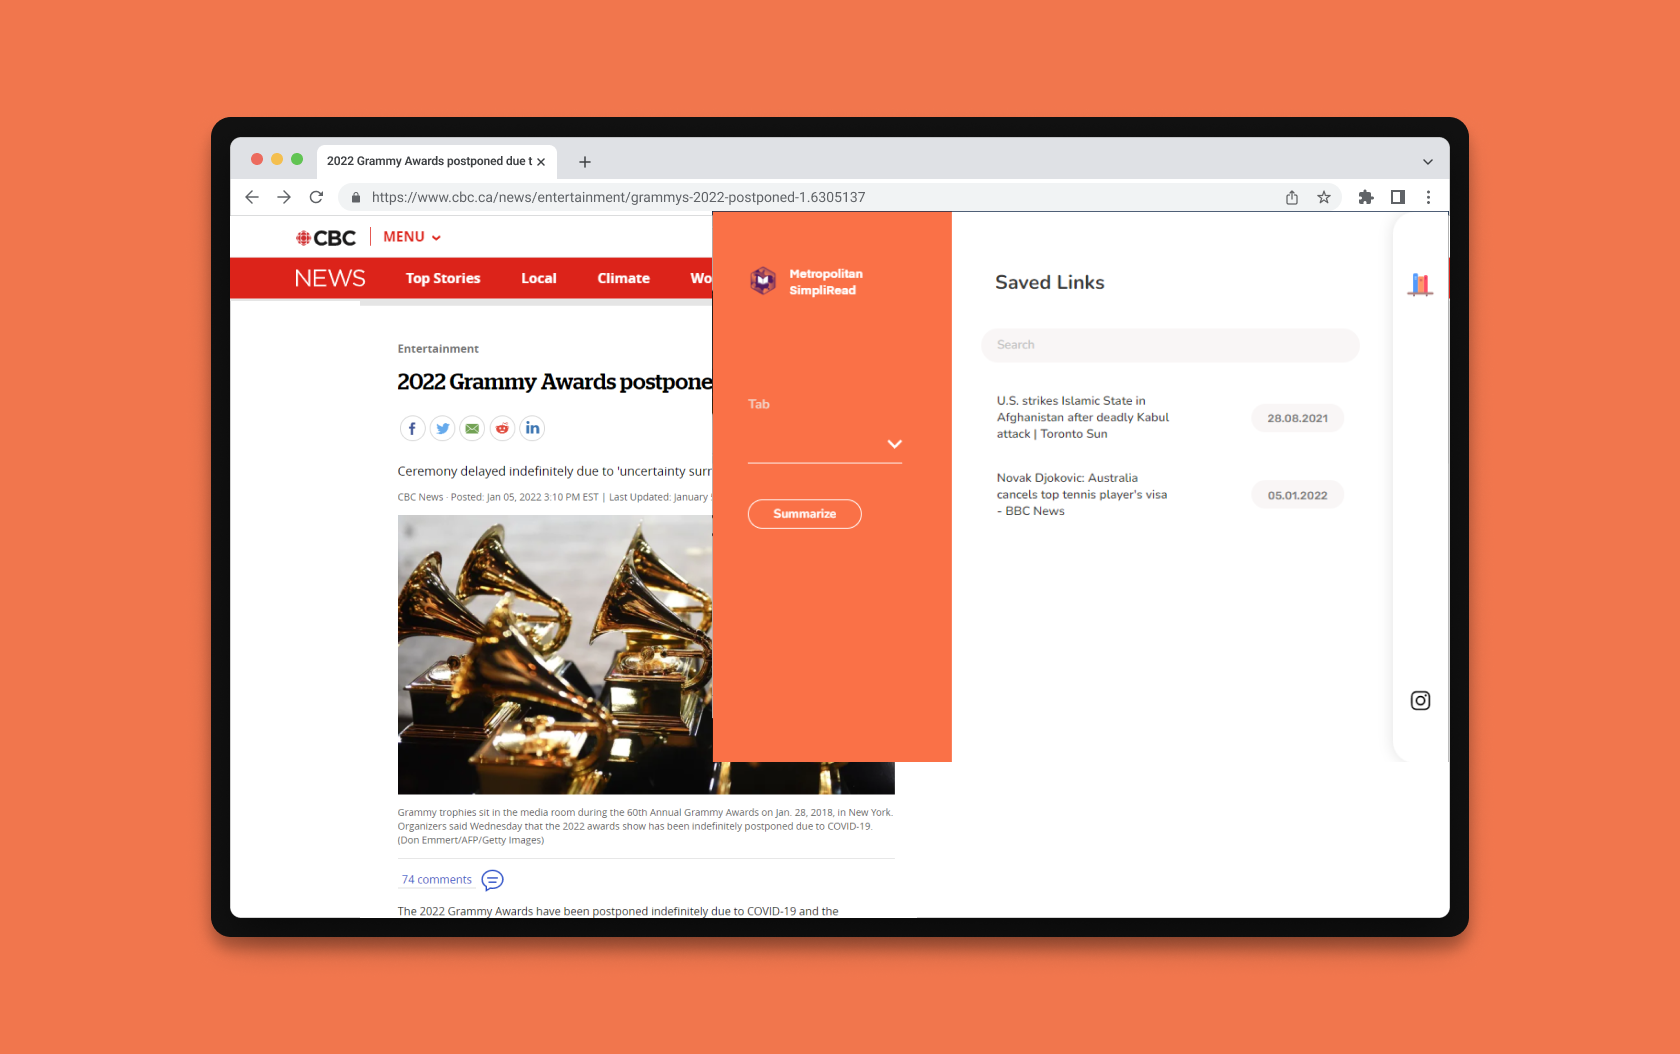 2022 Grammy Awards postponed due t
https://www.cbc.ca/news/entertainment/grammys-2022-postponed-1.6305137
CBC MENU
NEWS Top Stories Local Climate Wo
Entertainment
2022 Grammy Awards postpone
Ceremony delayed indefinitely due to 'uncertainty surr
CBC News · Posted: Jan 05, 2022 3:10 PM EST | Last Updated: January
Grammy trophies sit in the media room during the 60th Annual Grammy Awards on Jan. 28, 2018, in New York.
Organizers said Wednesday that the 2022 awards show has been indefinitely postponed due to COVID-19.
(Don Emmert/AFP/Getty Images)
74 comments
The 2022 Grammy Awards have been postponed indefinitely due to COVID-19 and the
Metropolitan
SimpliRead
Tab
Summarize
Saved Links
Search
U.S. strikes Islamic State in
Afghanistan after deadly Kabul
attack | Toronto Sun
28.08.2021
Novak Djokovic: Australia
cancels top tennis player's visa
- BBC News
05.01.2022